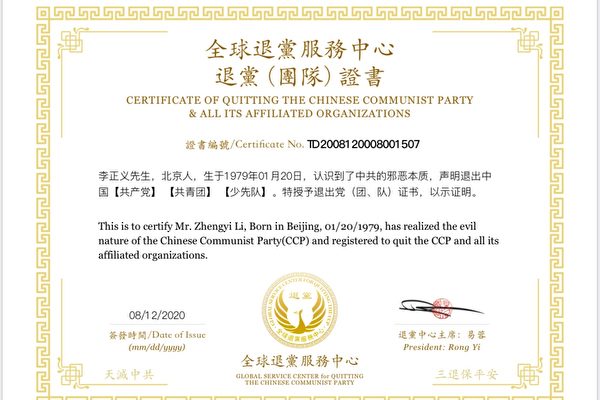 全球退黨服務中心
退黨（團隊）證書
CERTIFICATE OF QUITTING THE CHINESE COMMUNIST PARTY
& ALL ITS AFFILIATED ORGANIZATIONS
證書編號/Certificate No. TD2008120008001507
李正义先生，北京人，生于1979年01月20日，认识到了中共的邪恶本质，声明退出中
国【共产党】【共青团】【少先队】。特授予退出党（团、队）证书，以示证明。
This is to certify Mr. Zhengyi Li, Born in Beijing, 01/20/1979, has realized the evil
nature of the Chinese Communist Party(CCP) and registered to quit the CCP and all its
affiliated organizations.
08/12/2020
簽發時間/Date of Issue
(mm/dd/yyyy)
退黨
GLOBAL SERVICE CENTER FOR QUITTING THE CCP
全球退黨服務中心
退黨中心主席：易蓉
President: Rong Yi
全球退黨服務中心
GLOBAL SERVICE CENTER for QUITTING
THE CHINESE COMMUNIST PARTY
天滅中共
三退保平安